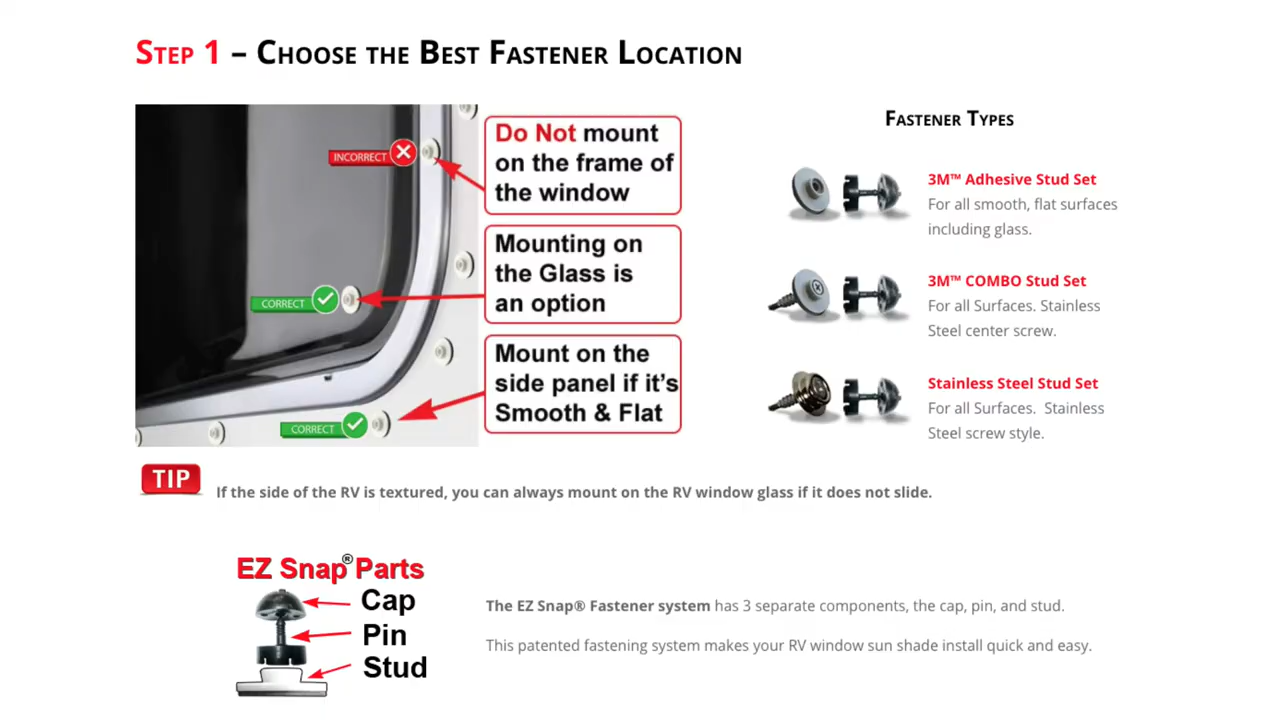 STEP 1 – CHOOSE THE BEST FASTENER LOCATION
INCORRECT
Do Not mount
on the frame of
the window
CORRECT
Mounting on
the Glass is
an option
CORRECT
Mount on the
side panel if it's
Smooth & Flat
FASTENER TYPES
3M™ Adhesive Stud Set
For all smooth, flat surfaces
including glass.
3M™ COMBO Stud Set
For all Surfaces. Stainless
Steel center screw.
Stainless Steel Stud Set
For all Surfaces. Stainless
Steel screw style.
TIP
If the side of the RV is textured, you can always mount on the RV window glass if it does not slide.
EZ Snap® Parts
Cap
Pin
Stud
The EZ Snap® Fastener system has 3 separate components, the cap, pin, and stud.
This patented fastening system makes your RV window sun shade install quick and easy.